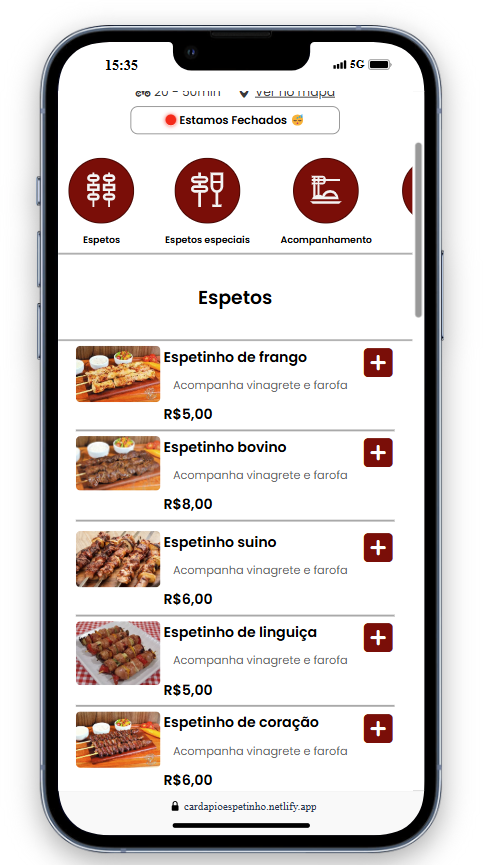 15:35
5G
20 - 50min Ver no mapa
Estamos Fechados 😴
Espetos
Espetos especiais
Acompanhamento
Espetos
Espetinho de frango
Acompanha vinagrete e farofa
R$5,00
Espetinho bovino
Acompanha vinagrete e farofa
R$8,00
Espetinho suino
Acompanha vinagrete e farofa
R$6,00
Espetinho de linguiça
Acompanha vinagrete e farofa
R$5,00
Espetinho de coração
Acompanha vinagrete e farofa
R$6,00
cardapioespetinho.netlify.app